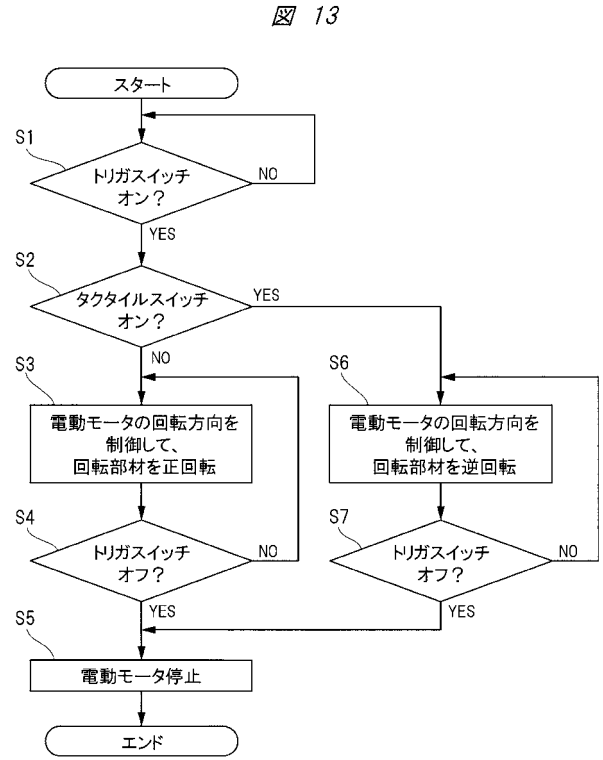 図 13
スタート
S1
トリガスイッチ
オン？
NO
YES
S2
タクタイルスイッチ
オン？
YES
NO
S3
電動モータの回転方向を
制御して、
回転部材を正回転
S6
電動モータの回転方向を
制御して、
回転部材を逆回転
S4
トリガスイッチ
オフ？
NO
YES
S7
トリガスイッチ
オフ？
NO
YES
S5
電動モータ停止
エンド